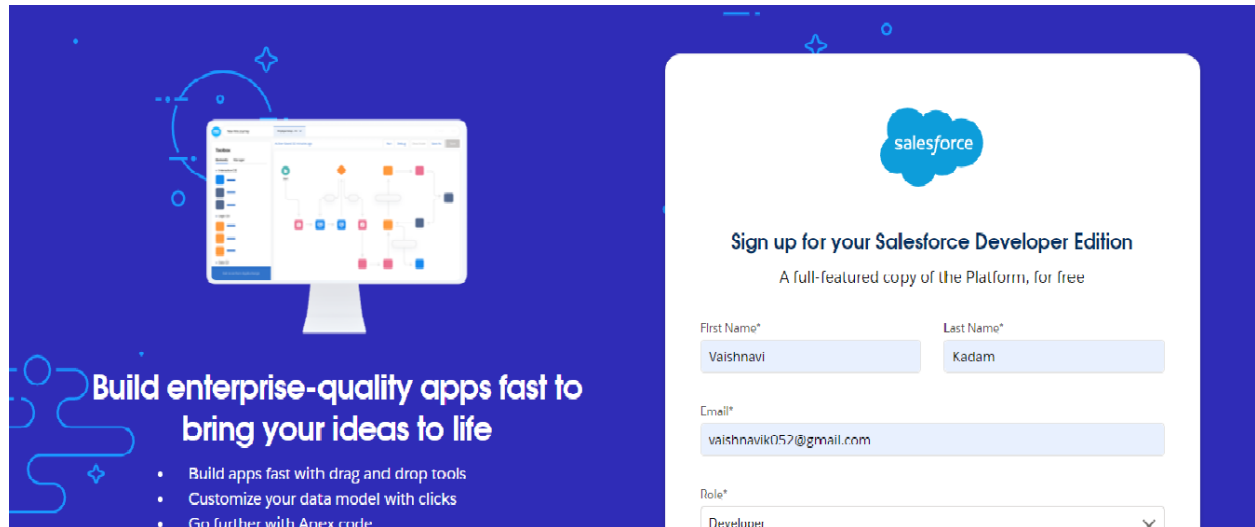 salesforce
Sign up for your Salesforce Developer Edition
A full-featured copy of the Platform, for free
First Name*
Last Name*
Vaishnavi
Kadam
Email*
vaishnavik052@gmail.com
Role*
Developer
Build enterprise-quality apps fast to
bring your ideas to life
• Build apps fast with drag and drop tools
• Customize your data model with clicks
• Go further with Apex code